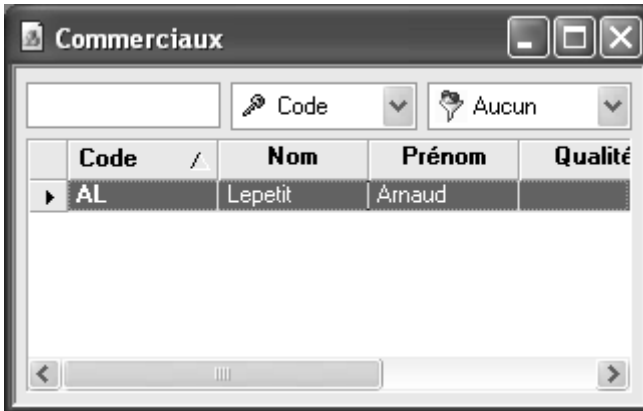 Commerciaux
Code Aucun
Code Nom Prénom Qualité
AL Lepetit Arnaud